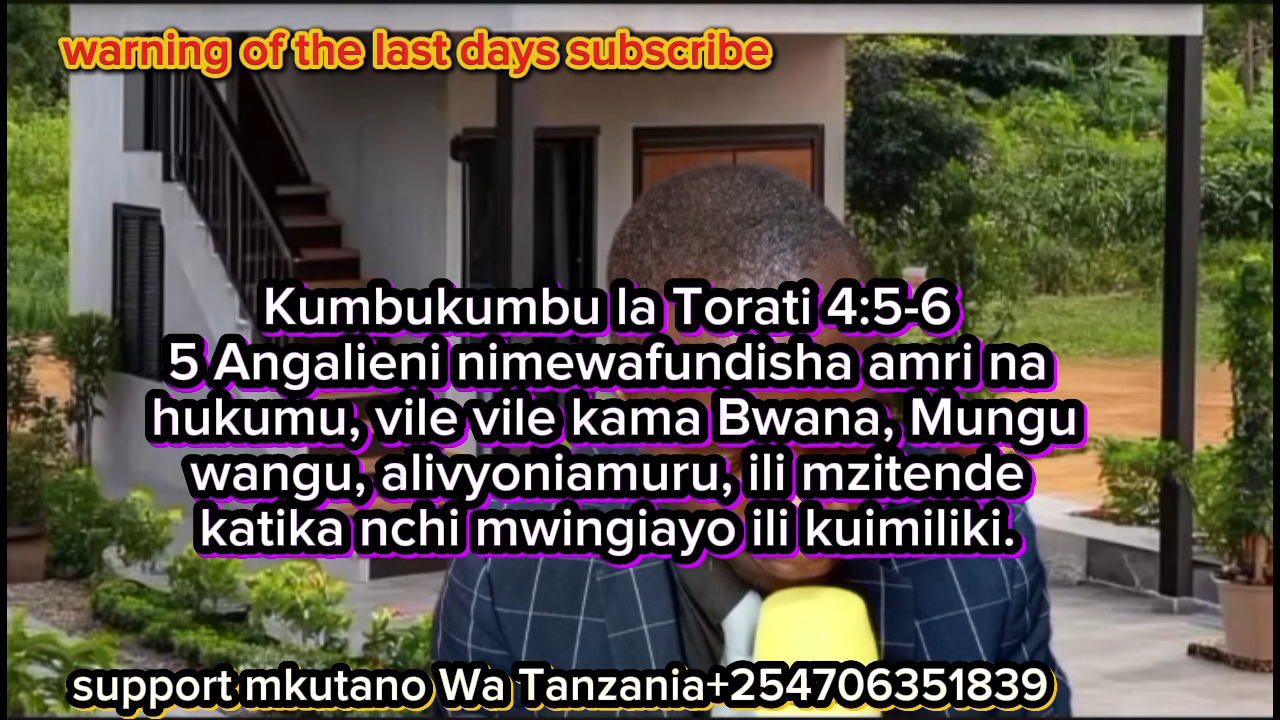 warning of the last days subscribe
Kumbukumbu la Torati 4:5-6
5 Angalieni nimewafundisha amri na
hukumu, vile vile kama Bwana, Mungu
wangu, alivyoniamuru, ili mzitende
katika nchi mwingiayo ili kuimiliki.
support mkutano Wa Tanzania+254706351839